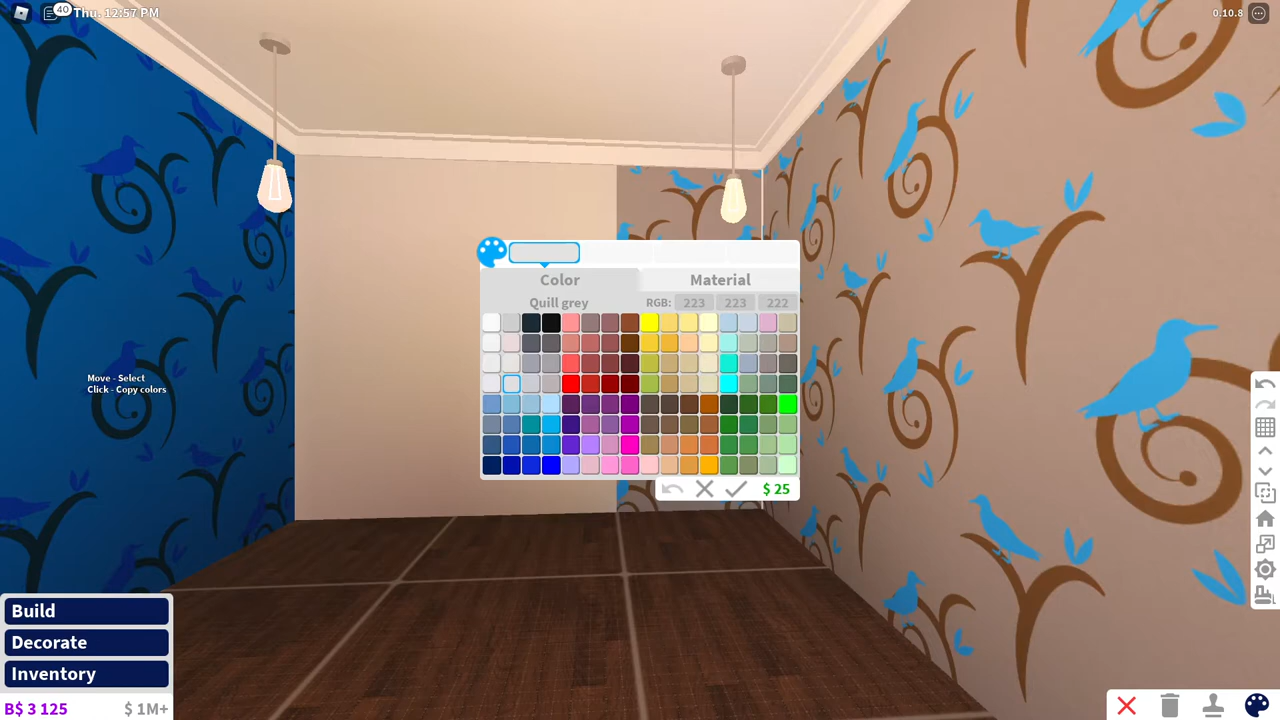 40 Thu. 12:57 PM
0.10.8
Color
Material
Quill grey
RGB: 223 223 222
Move - Select
Click - Copy colors
$ 25
Build
Decorate
Inventory
B$ 3 125
$ 1M+